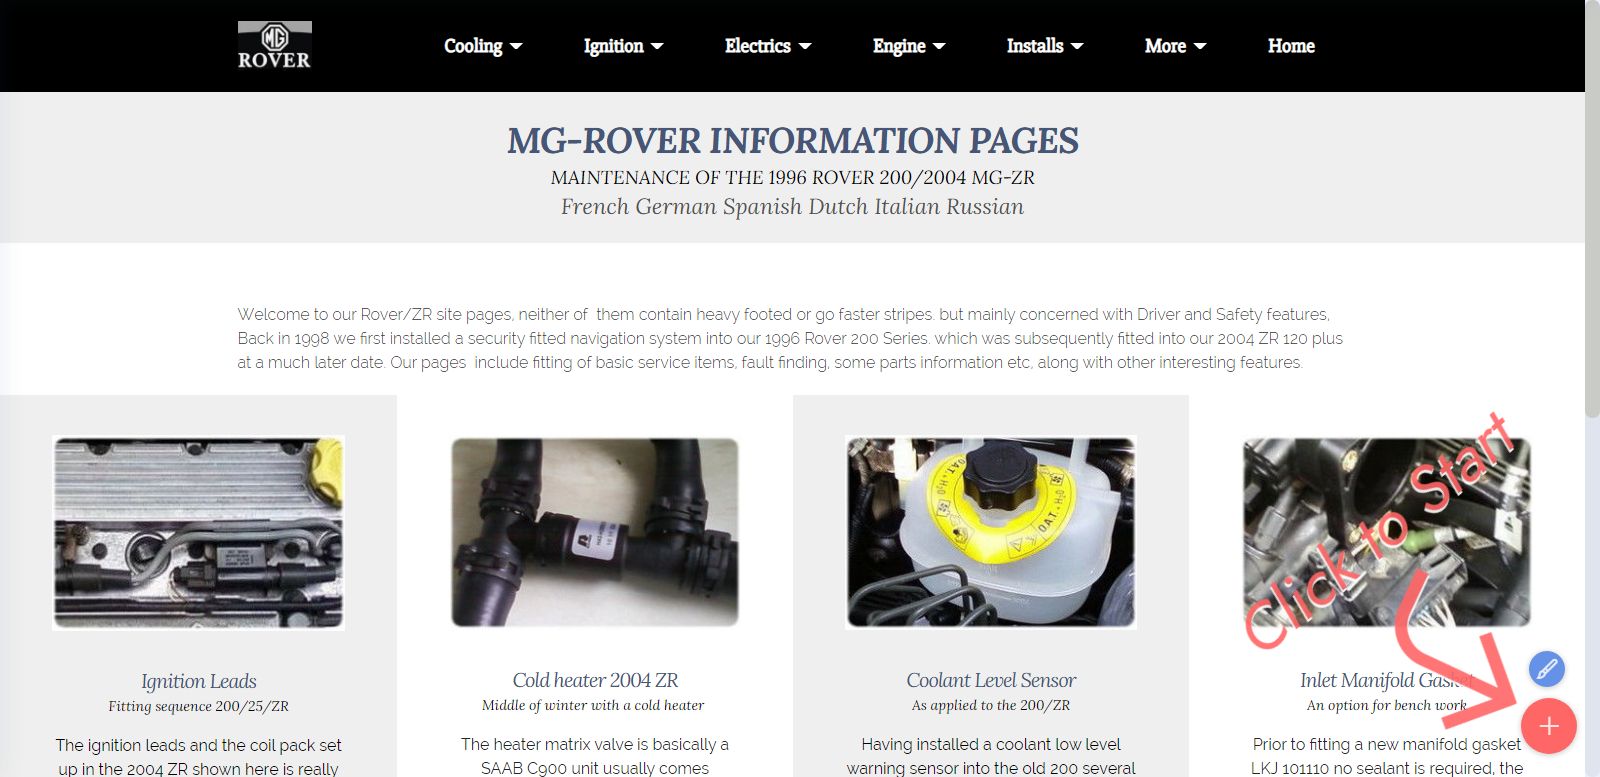 MG
ROVER
Cooling Ignition Electrics Engine Installs More Home
MG-ROVER INFORMATION PAGES
MAINTENANCE OF THE 1996 ROVER 200/2004 MG-ZR
French German Spanish Dutch Italian Russian
Welcome to our Rover/ZR site pages, neither of them contain heavy footed or go faster stripes. but mainly concerned with Driver and Safety features,
Back in 1998 we first installed a security fitted navigation system into our 1996 Rover 200 Series. which was subsequently fitted into our 2004 ZR 120 plus
at a much later date. Our pages include fitting of basic service items, fault finding, some parts information etc, along with other interesting features.
OAT + H₂O
OAT + H₂O
Click to Start
Ignition Leads
Fitting sequence 200/25/ZR
The ignition leads and the coil pack set
up in the 2004 ZR shown here is really
Cold heater 2004 ZR
Middle of winter with a cold heater
The heater matrix valve is basically a
SAAB C900 unit usually comes
Coolant Level Sensor
As applied to the 200/ZR
Having installed a coolant low level
warning sensor into the old 200 several
Inlet Manifold Gasket
An option for bench work
Prior to fitting a new manifold gasket
LKJ 101110 no sealant is required, the